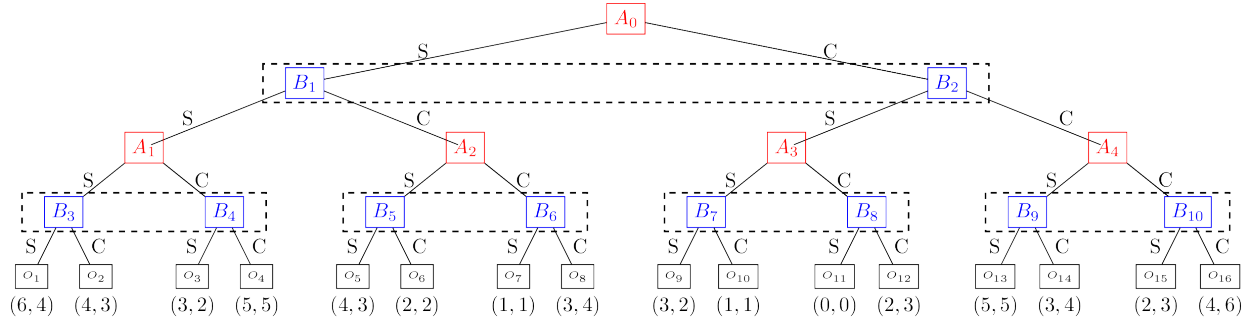 A₀
S C
B₁ B₂
S C S C
A₁ A₂ A₃ A₄
S C S C S C S C
B₃ B₄ B₅ B₆ B₇ B₈ B₉ B₁₀
S C S C S C S C S C S C S C S C
o₁ o₂ o₃ o₄ o₅ o₆ o₇ o₈ o₉ o₁₀ o₁₁ o₁₂ o₁₃ o₁₄ o₁₅ o₁₆
(6, 4) (4, 3) (3, 2) (5, 5) (4, 3) (2, 2) (1, 1) (3, 4) (3, 2) (1, 1) (0, 0) (2, 3) (5, 5) (3, 4) (2, 3) (4, 6)